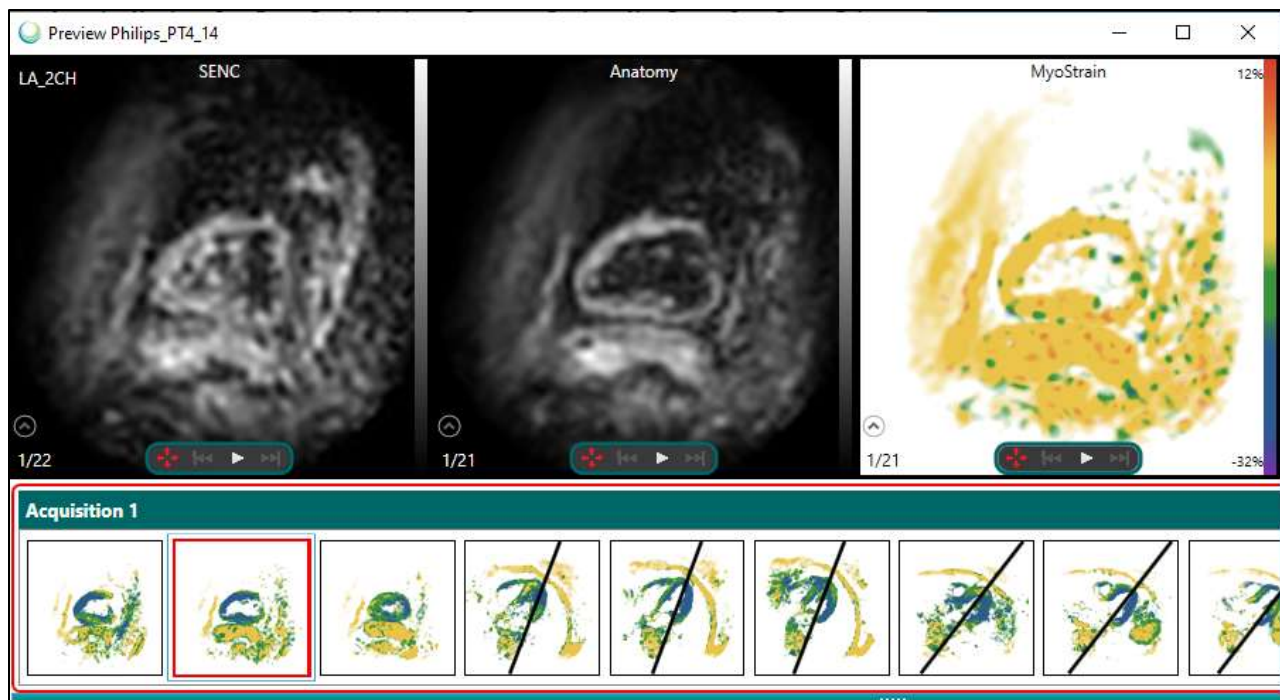 Preview Philips_PT4_14
LA_2CH
SENC
Anatomy
MyoStrain
12%
1/22
1/21
1/21
-32%
Acquisition 1